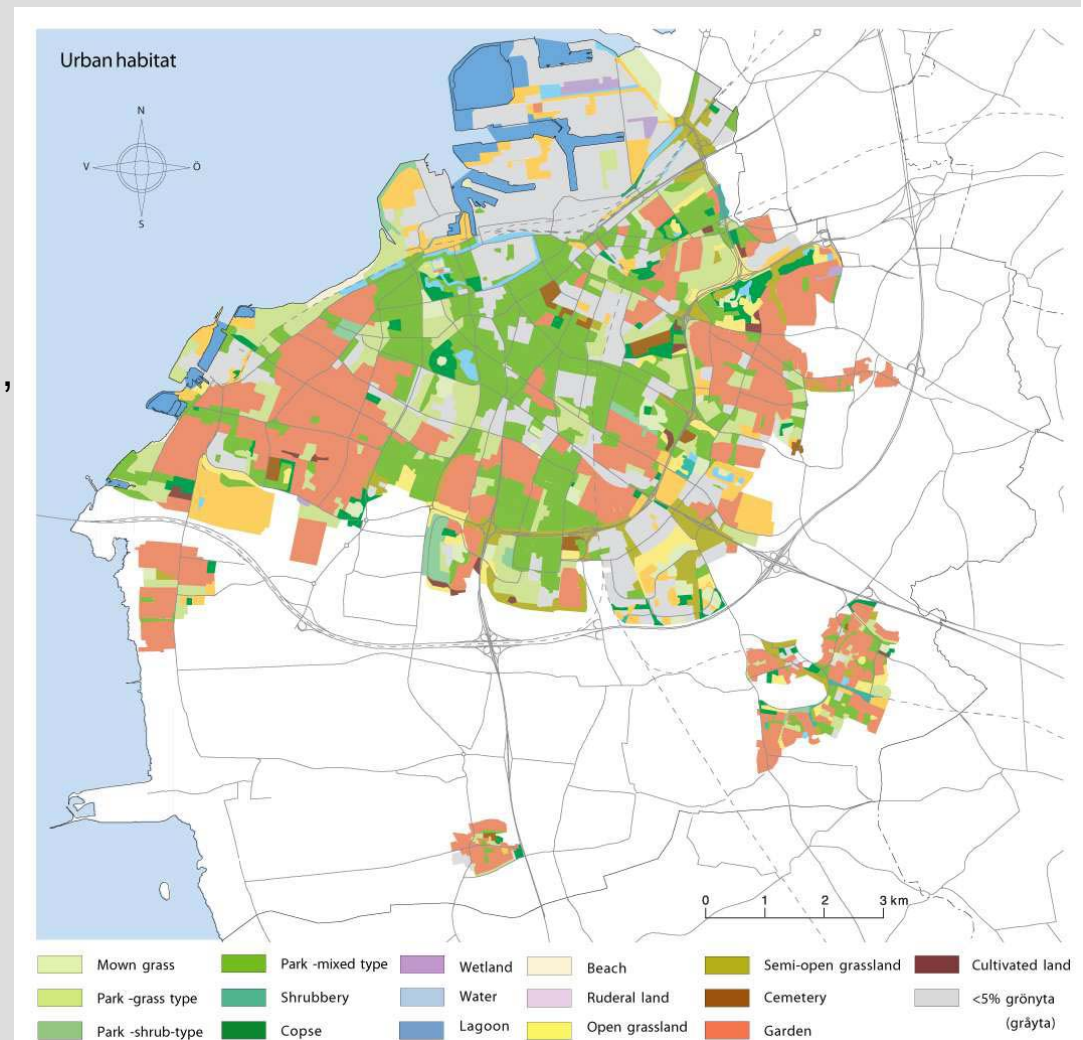 Urban habitat
N
V
Ö
S
,
0 1 2 3 km
Mown grass
Park -grass type
Park -shrub-type
Park -mixed type
Shrubbery
Copse
Wetland
Water
Lagoon
Beach
Ruderal land
Open grassland
Semi-open grassland
Cemetery
Garden
Cultivated land
<5% grönyta
(gråyta)